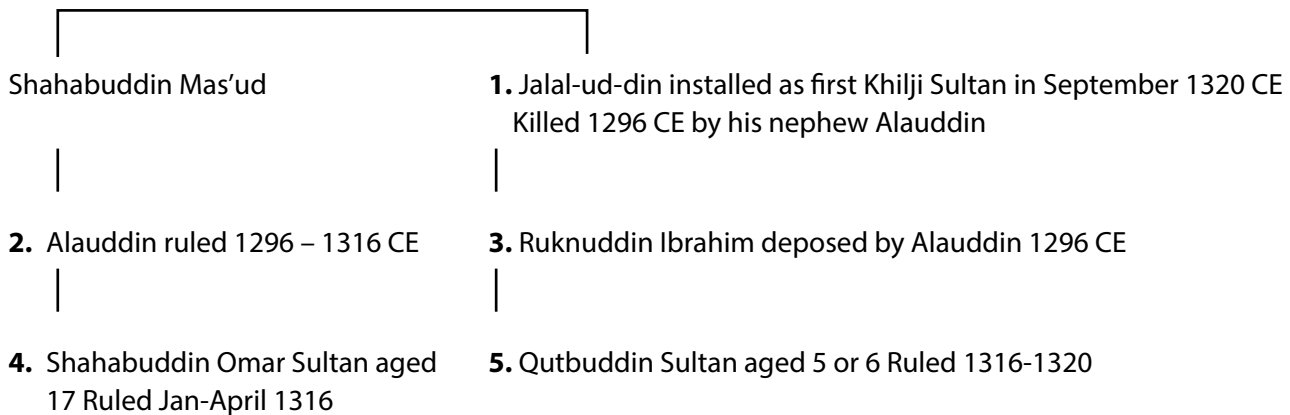 Shahabuddin Mas’ud
1. Jalal-ud-din installed as first Khilji Sultan in September 1320 CE
Killed 1296 CE by his nephew Alauddin
2. Alauddin ruled 1296 – 1316 CE
3. Ruknuddin Ibrahim deposed by Alauddin 1296 CE
4. Shahabuddin Omar Sultan aged
17 Ruled Jan-April 1316
5. Qutbuddin Sultan aged 5 or 6 Ruled 1316-1320